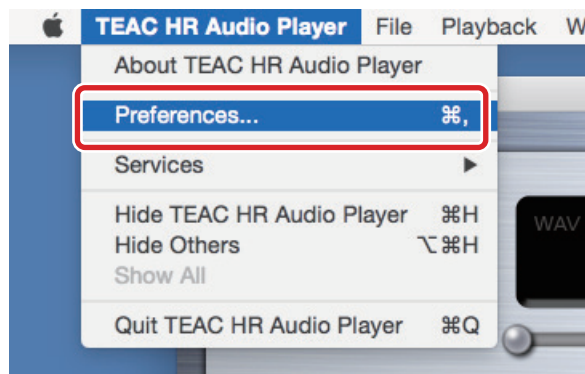 TEAC HR Audio Player File Playback W
About TEAC HR Audio Player
Preferences... ⌘,
Services ▶
Hide TEAC HR Audio Player ⌘H
Hide Others ⌥⌘H
Show All
Quit TEAC HR Audio Player ⌘Q
WAV